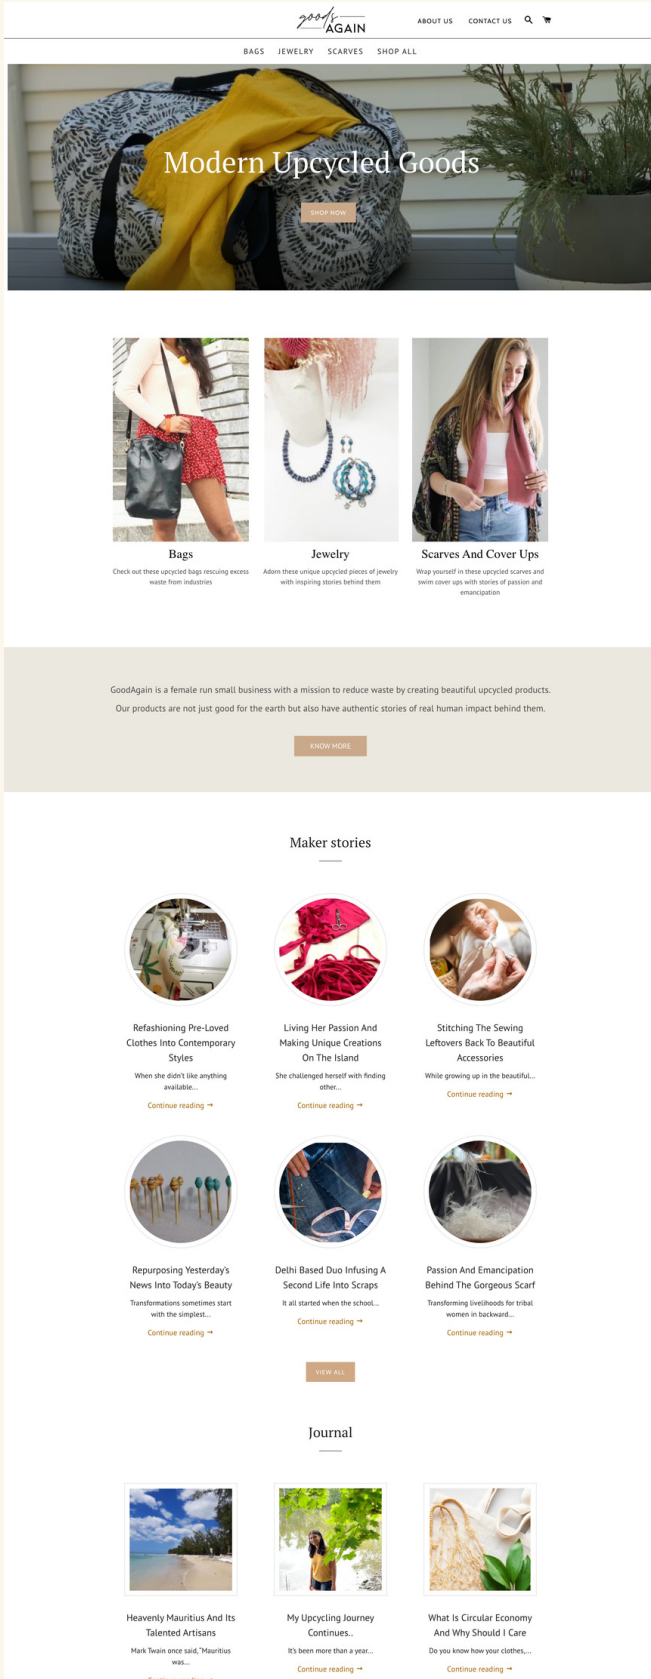 goods
AGAIN
ABOUT US CONTACT US
BAGS JEWELRY SCARVES SHOP ALL
Modern Upcycled Goods
SHOP NOW
Bags
Check out these upcycled bags rescuing excess
waste from industries
Jewelry
Adorn these unique upcycled pieces of jewelry
with inspiring stories behind them
Scarves And Cover Ups
Wrap yourself in these upcycled scarves and
swim cover ups with stories of passion and
emancipation
GoodAgain is a female run small business with a mission to reduce waste by creating beautiful upcycled products.
Our products are not just good for the earth but also have authentic stories of real human impact behind them.
KNOW MORE
Maker stories
Refashioning Pre-Loved
Clothes Into Contemporary
Styles
When she didn't like anything
available...
Continue reading →
Living Her Passion And
Making Unique Creations
On The Island
She challenged herself with finding
other...
Continue reading →
Stitching The Sewing
Leftovers Back To Beautiful
Accessories
While growing up in the beautiful...
Continue reading →
Repurposing Yesterday's
News Into Today's Beauty
Transformations sometimes start
with the simplest...
Continue reading →
Delhi Based Duo Infusing A
Second Life Into Scraps
It all started when the school...
Continue reading →
Passion And Emancipation
Behind The Gorgeous Scarf
Transforming livelihoods for tribal
women in backward...
Continue reading →
VIEW ALL
Journal
Heavenly Mauritius And Its
Talented Artisans
Mark Twain once said, "Mauritius
was...
My Upcycling Journey
Continues..
It's been more than a year...
Continue reading →
What Is Circular Economy
And Why Should I Care
Do you know how your clothes,...
Continue reading →